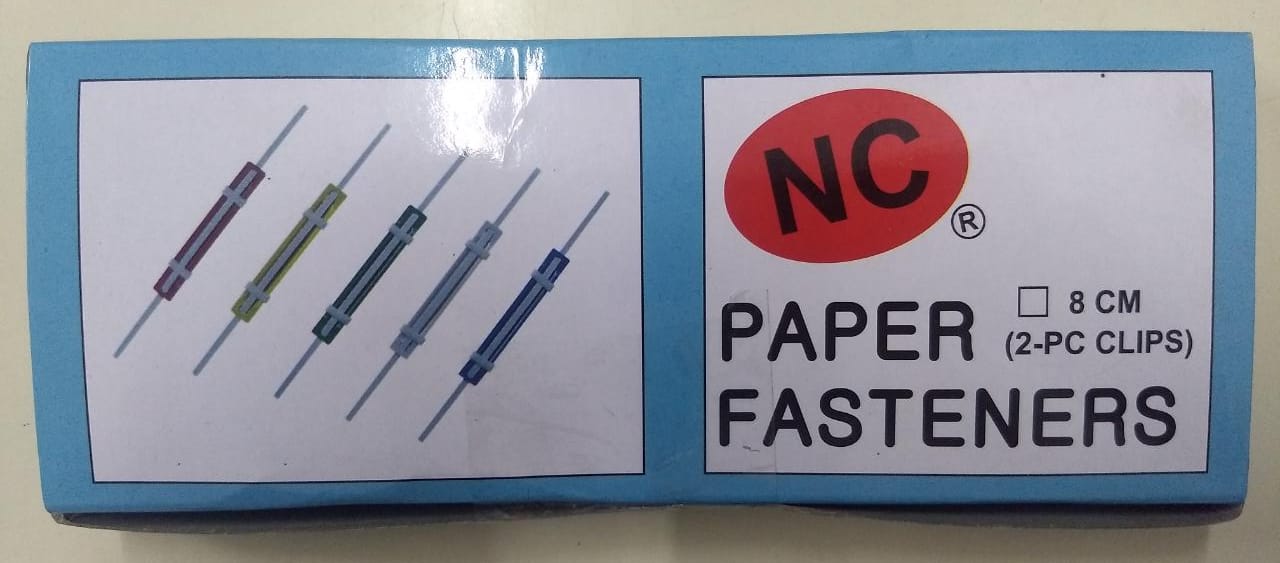 NC
®
PAPER
☐ 8 CM
(2-PC CLIPS)
FASTENERS